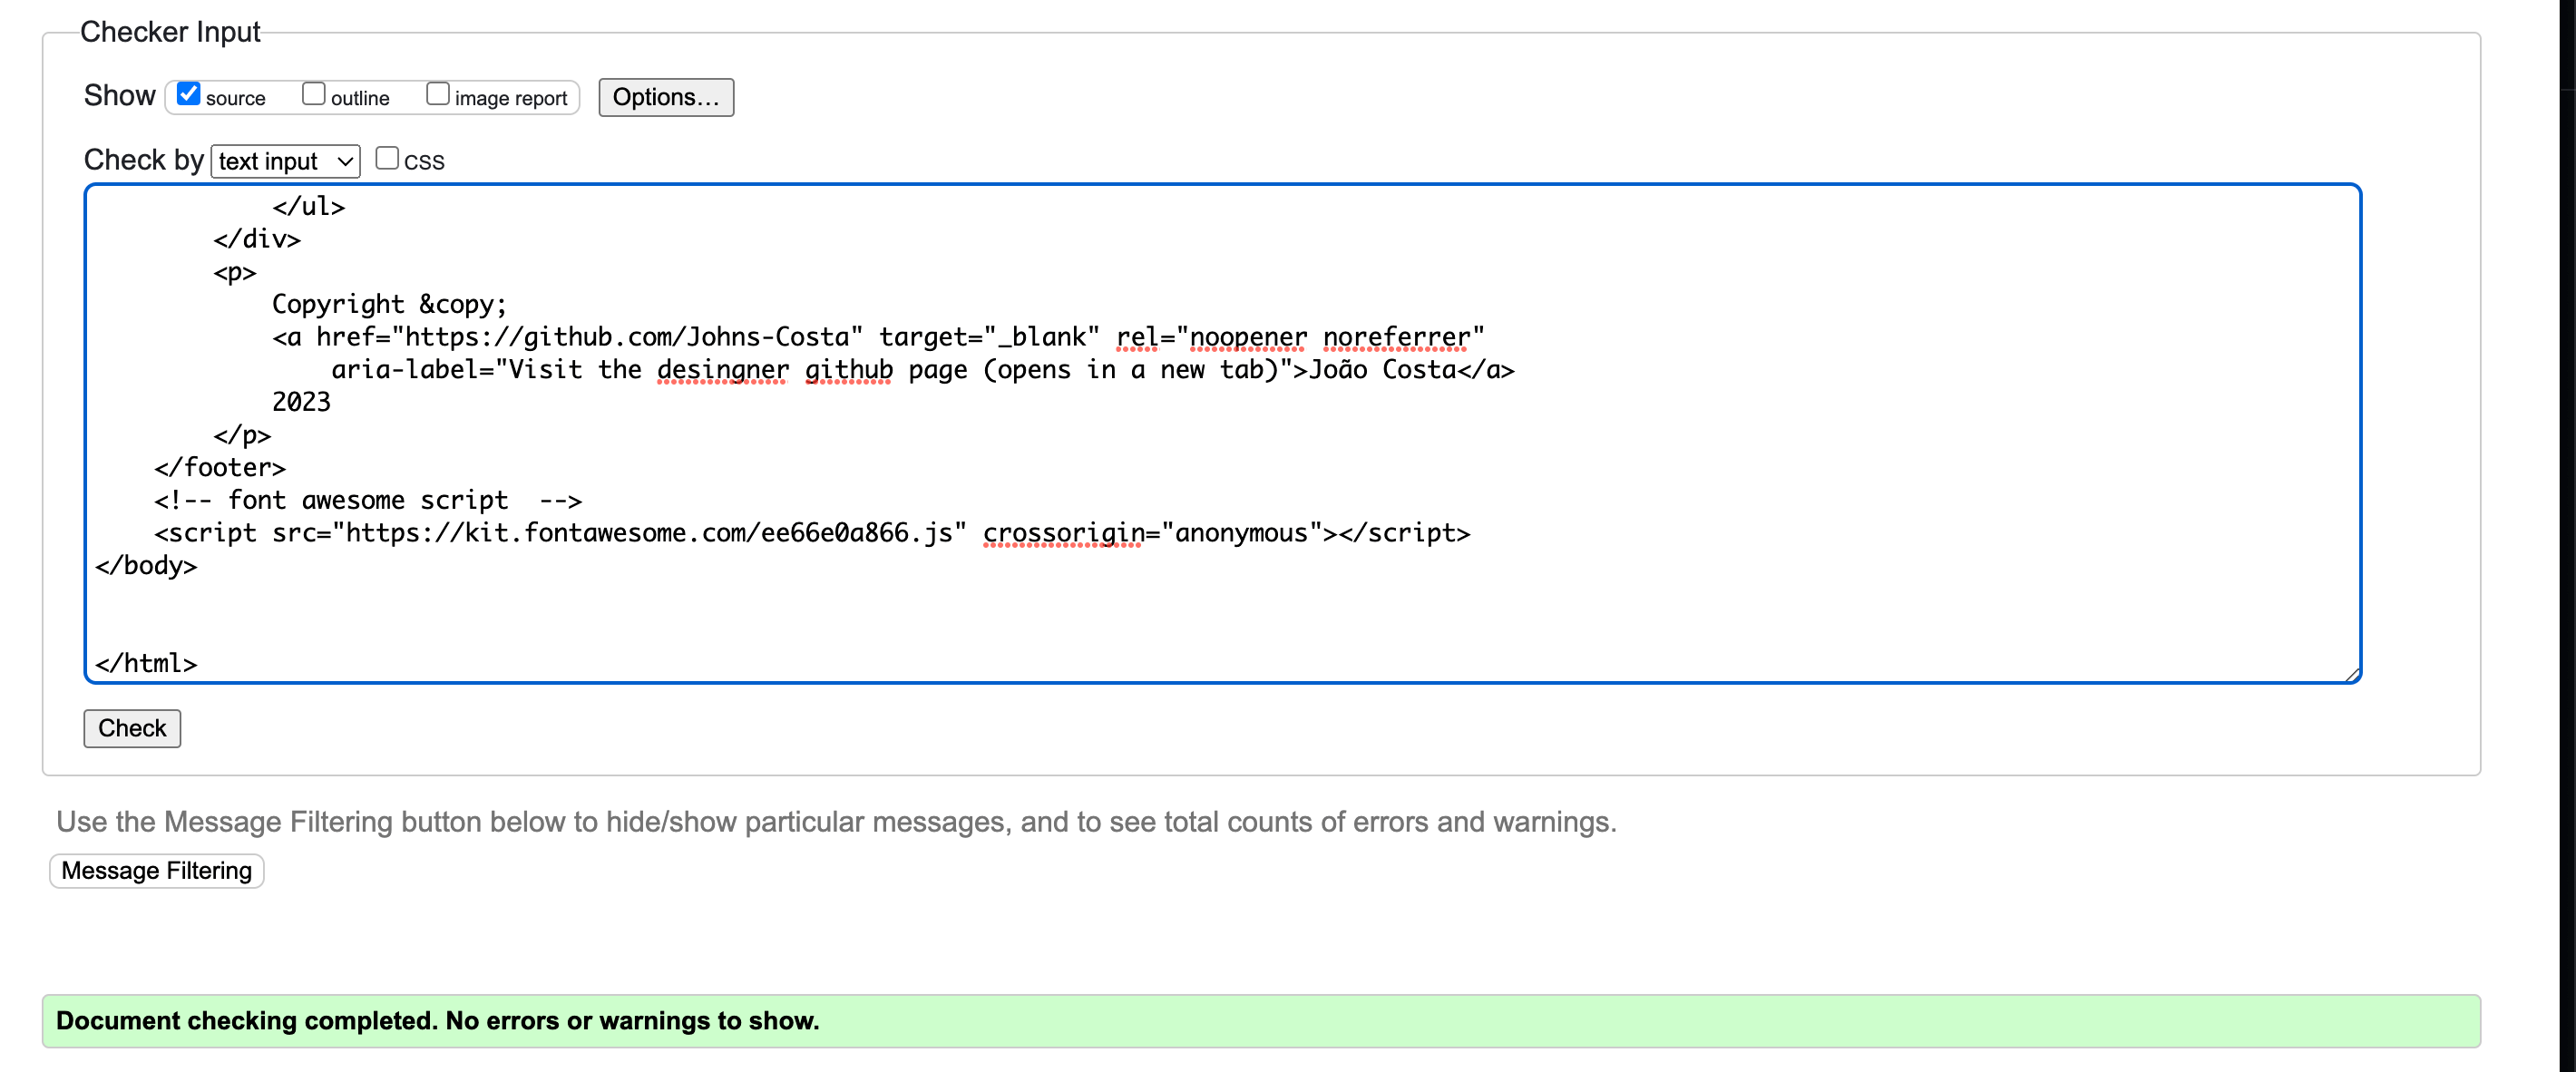 Checker Input
Show source outline image report Options...
Check by text input CSS
</ul>
</div>
<p>
Copyright &copy;
<a href="https://github.com/Johns-Costa" target="_blank" rel="noopener noreferrer"
aria-label="Visit the desingner github page (opens in a new tab)">João Costa</a>
2023
</p>
</footer>
<!-- font awesome script  -->
<script src="https://kit.fontawesome.com/ee66e0a866.js" crossorigin="anonymous"></script>
</body>
</html>
Check
Use the Message Filtering button below to hide/show particular messages, and to see total counts of errors and warnings.
Message Filtering
Document checking completed. No errors or warnings to show.